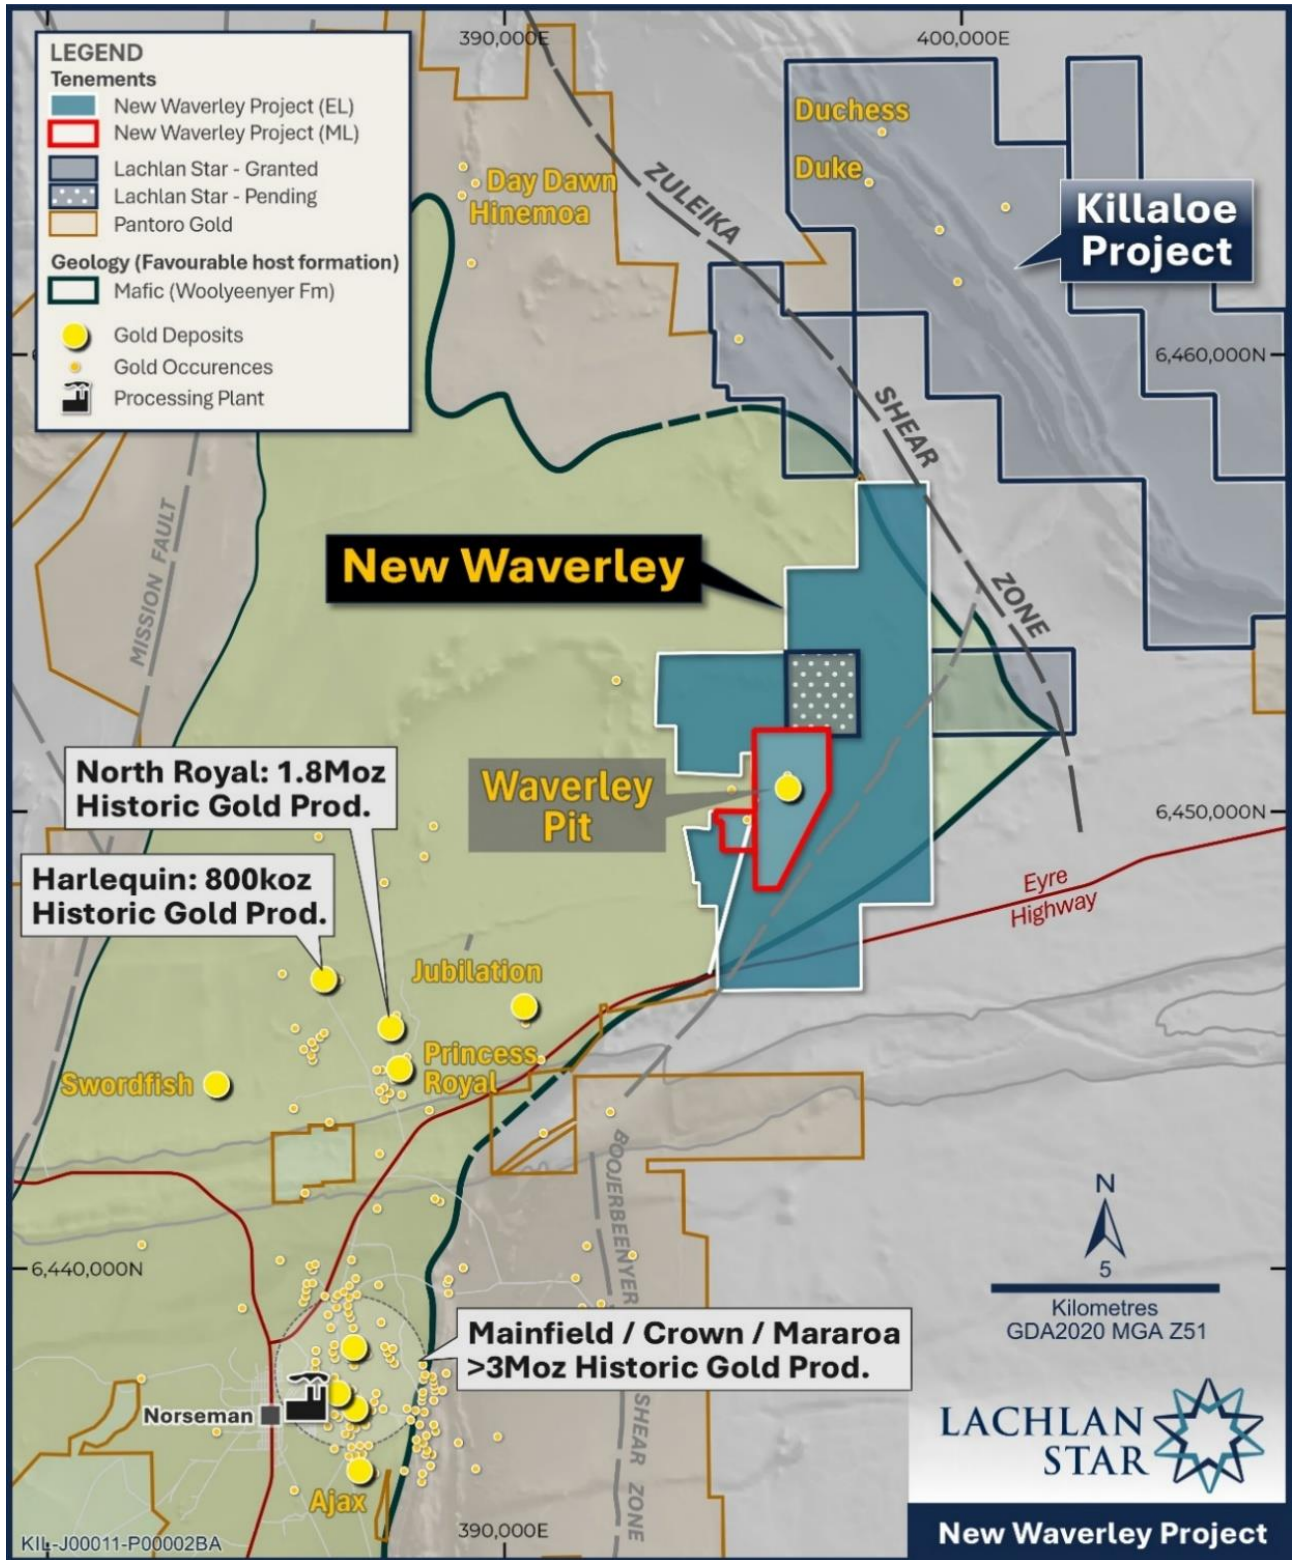 390,000E
400,000E
LEGEND
Tenements
New Waverley Project (EL)
New Waverley Project (ML)
Lachlan Star - Granted
Lachlan Star - Pending
Pantoro Gold
Geology (Favourable host formation)
Mafic (Woolyeenyer Fm)
Gold Deposits
Gold Occurences
Processing Plant
Duchess
Duke
Day Dawn
Hinemoa
ZULEIKA
SHEAR
ZONE
Killaloe
Project
6,460,000N
MISSION FAULT
New Waverley
North Royal: 1.8Moz
Historic Gold Prod.
Waverley
Pit
6,450,000N
Harlequin: 800koz
Historic Gold Prod.
Eyre
Highway
Jubilation
Princess
Royal
Swordfish
BOOJERBEENYER
SHEAR ZONE
6,440,000N
N
5
Kilometres
GDA2020 MGA Z51
Mainfield / Crown / Mararoa
>3Moz Historic Gold Prod.
Norseman
Ajax
LACHLAN
STAR
390,000E
KIL-J00011-P00002BA
New Waverley Project